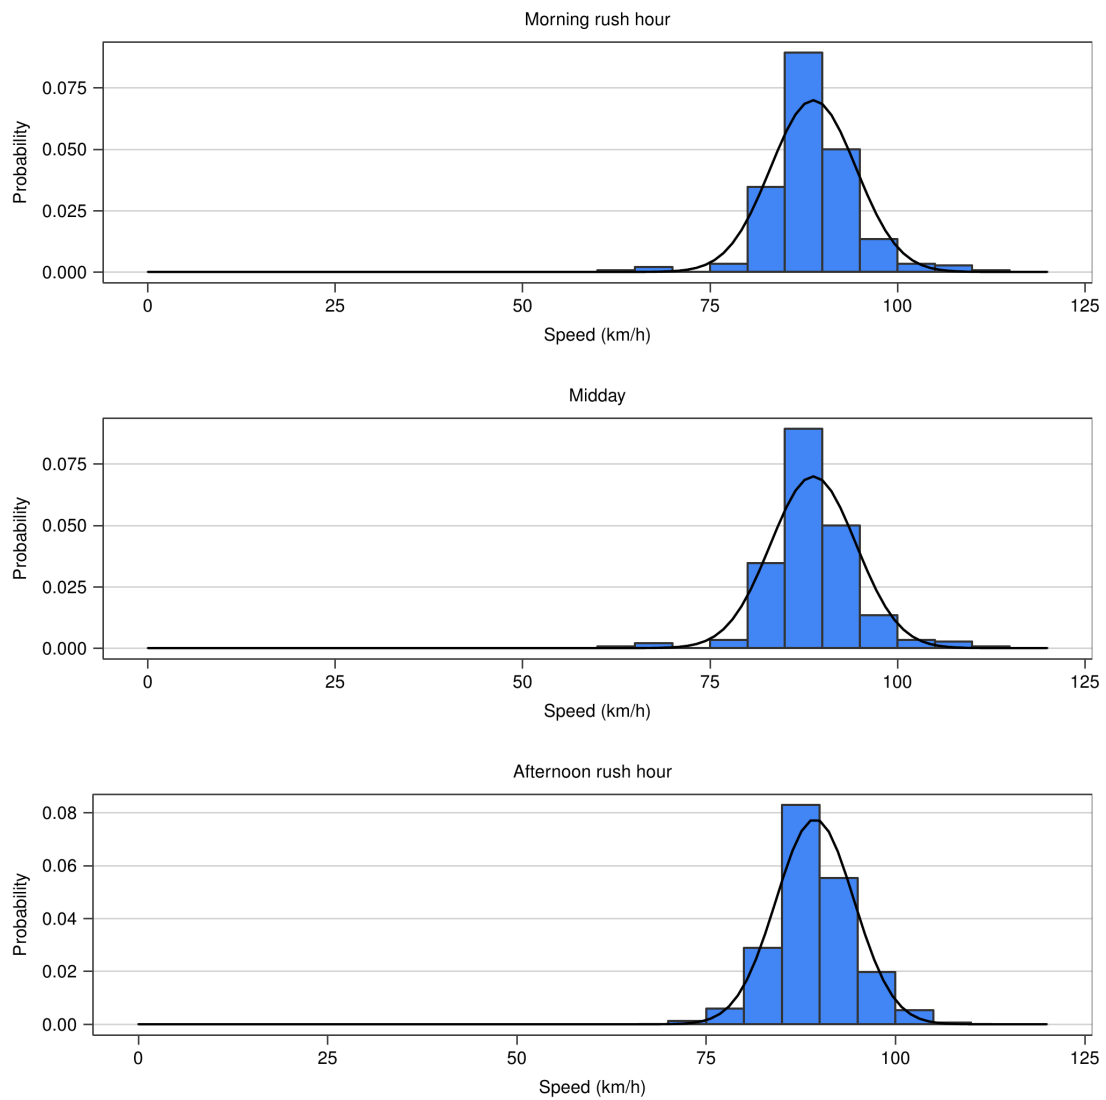 Morning rush hour
0.075
0.050
0.025
0.000
Probability
0 25 50 75 100 125
Speed (km/h)
Midday
0.075
0.050
0.025
0.000
Probability
0 25 50 75 100 125
Speed (km/h)
Afternoon rush hour
0.08
0.06
0.04
0.02
0.00
Probability
0 25 50 75 100 125
Speed (km/h)